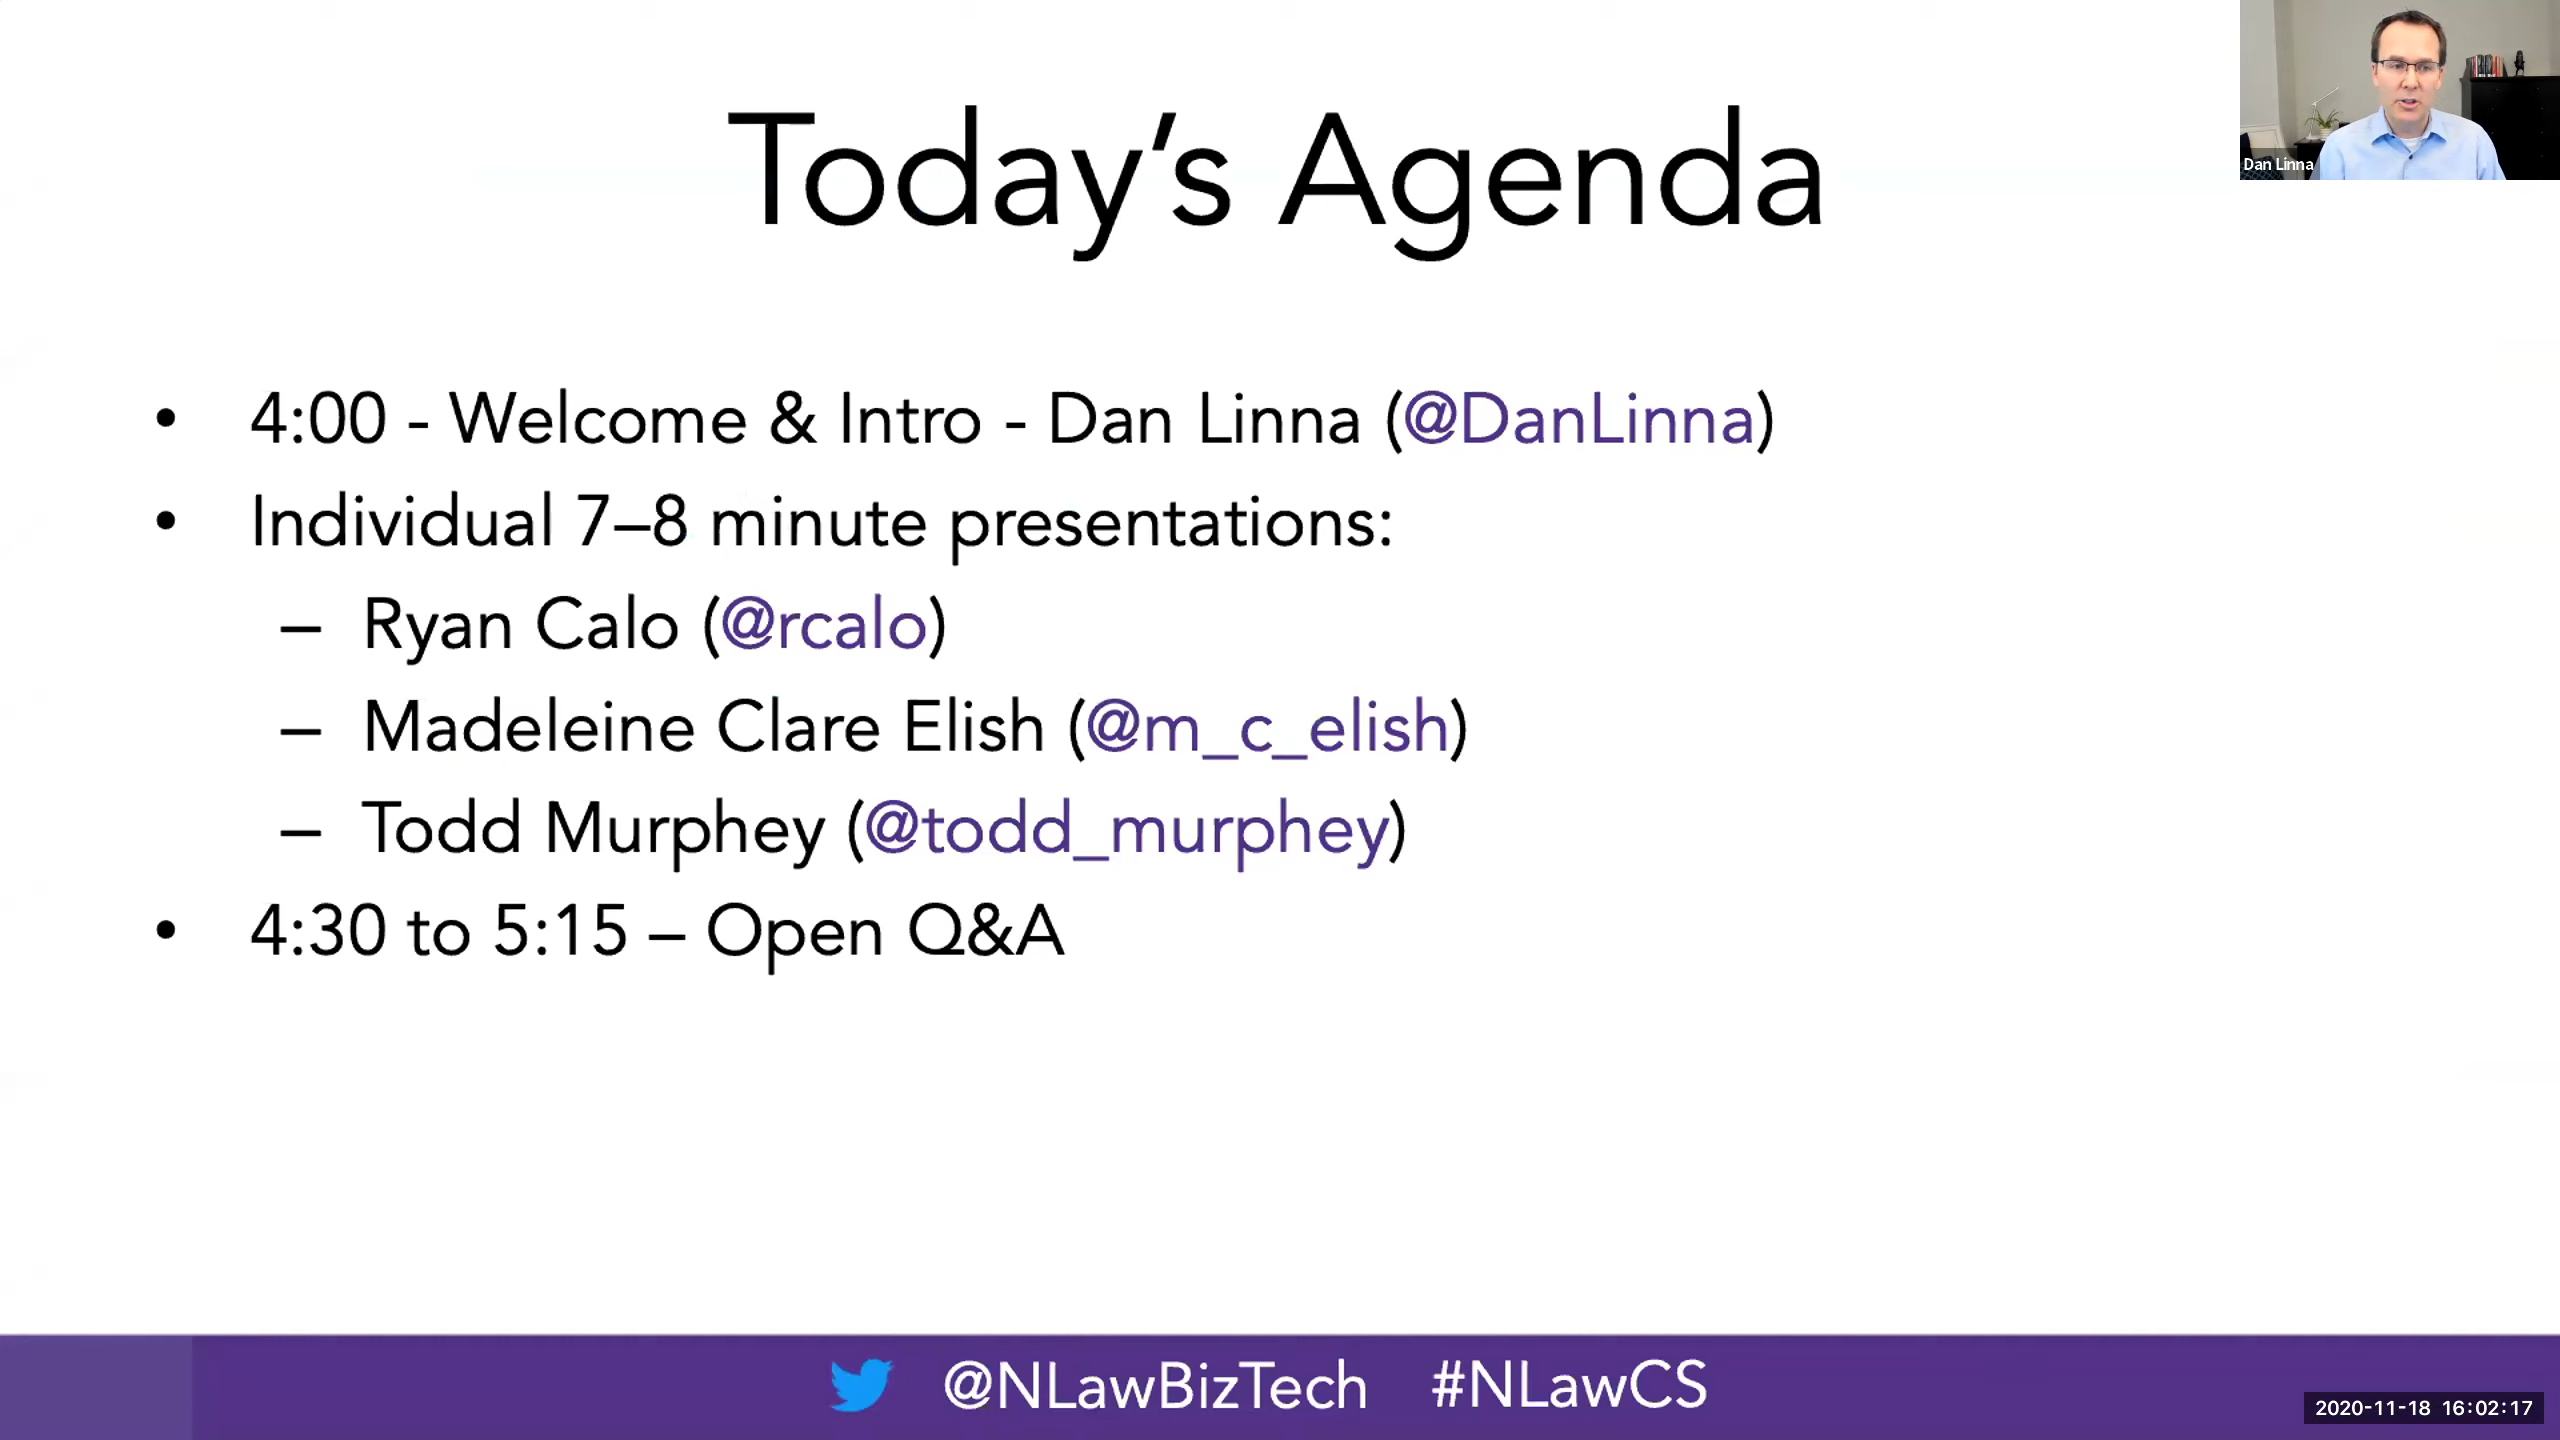 Today’s Agenda
Dan Linna
• 4:00 - Welcome & Intro - Dan Linna (@DanLinna)
• Individual 7–8 minute presentations:
– Ryan Calo (@rcalo)
– Madeleine Clare Elish (@m_c_elish)
– Todd Murphey (@todd_murphey)
• 4:30 to 5:15 – Open Q&A
@NLawBizTech #NLawCS
2020-11-18 16:02:17